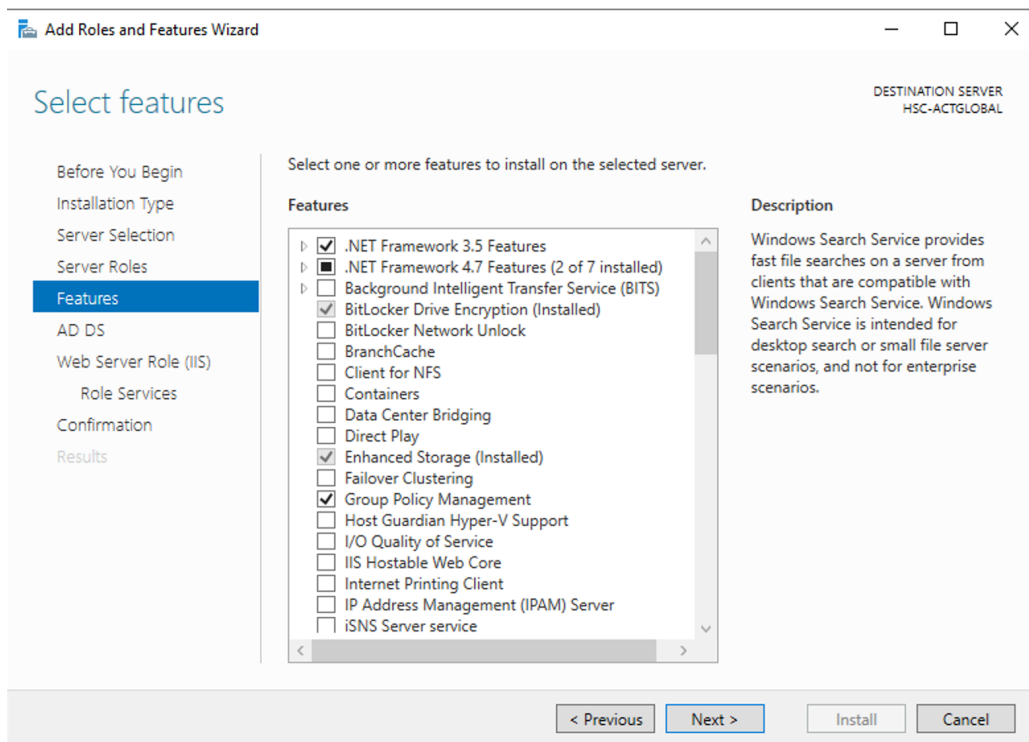 Add Roles and Features Wizard
Select features
DESTINATION SERVER
HSC-ACTGLOBAL
Before You Begin
Installation Type
Server Selection
Server Roles
Features
AD DS
Web Server Role (IIS)
Role Services
Confirmation
Results
Select one or more features to install on the selected server.
Features
.NET Framework 3.5 Features
.NET Framework 4.7 Features (2 of 7 installed)
Background Intelligent Transfer Service (BITS)
BitLocker Drive Encryption (Installed)
BitLocker Network Unlock
BranchCache
Client for NFS
Containers
Data Center Bridging
Direct Play
Enhanced Storage (Installed)
Failover Clustering
Group Policy Management
Host Guardian Hyper-V Support
I/O Quality of Service
IIS Hostable Web Core
Internet Printing Client
IP Address Management (IPAM) Server
iSNS Server service
Description
Windows Search Service provides
fast file searches on a server from
clients that are compatible with
Windows Search Service. Windows
Search Service is intended for
desktop search or small file server
scenarios, and not for enterprise
scenarios.
< Previous
Next >
Install
Cancel